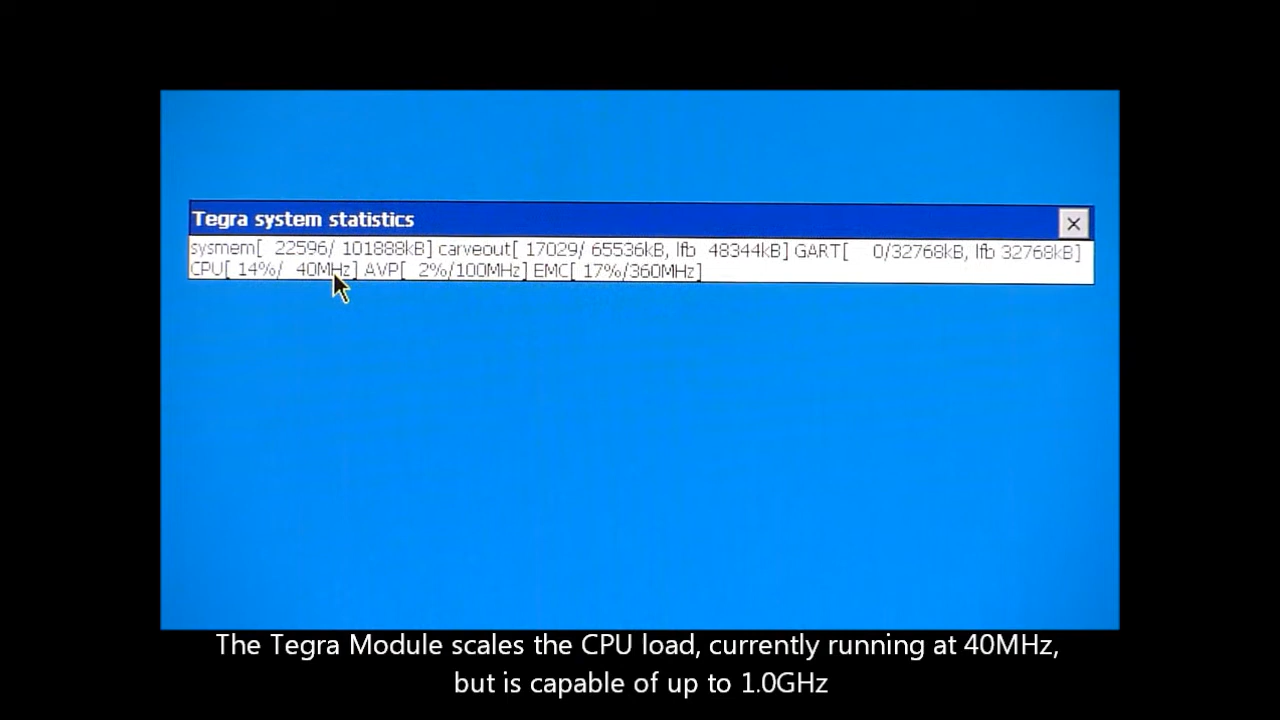 Tegra system statistics
sysmem[ 22596/ 101888kB] carveout[ 17029/ 65536kB, lfb 48344kB] GART[ 0/32768kB, lfb 32768kB]
CPU[ 14%/ 40MHz] AVP[ 2%/100MHz] EMC[ 17%/360MHz]
The Tegra Module scales the CPU load, currently running at 40MHz,
but is capable of up to 1.0GHz